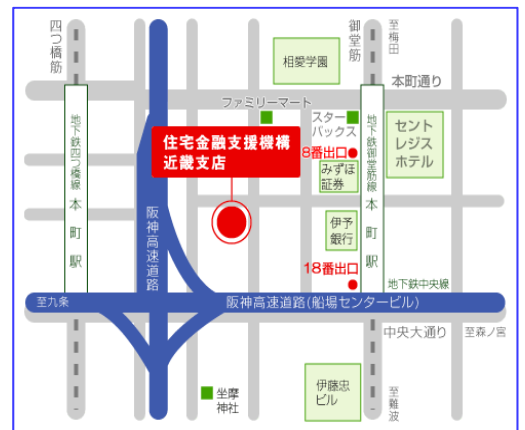 四つ橋筋
御堂筋
至梅田
相愛学園
本町通り
ファミリーマート
スター
バックス
セント
レジス
ホテル
8番出口
住宅金融支援機構
近畿支店
みずほ
証券
地下鉄四つ橋線
本町駅
地下鉄御堂筋線
本町駅
阪神高速道路
伊予
銀行
18番出口
地下鉄中央線
至九条
阪神高速道路(船場センタービル)
中央大通り
至森ノ宮
伊藤忠
ビル
坐摩
神社
至難波